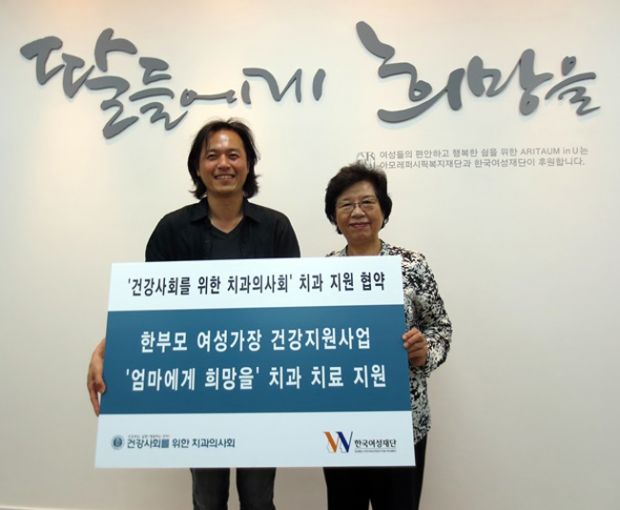 딸들에게 희망을
여성들의 편안하고 행복한 쉼을 위한 ARITAUM in U는
아모레퍼시픽복지재단과 한국여성재단이 후원합니다.
'건강사회를 위한 치과의사회' 치과 지원 협약
한부모 여성가장 건강지원사업
'엄마에게 희망을' 치과 치료 지원
건강사회를 위한 치과의사회
한국여성재단